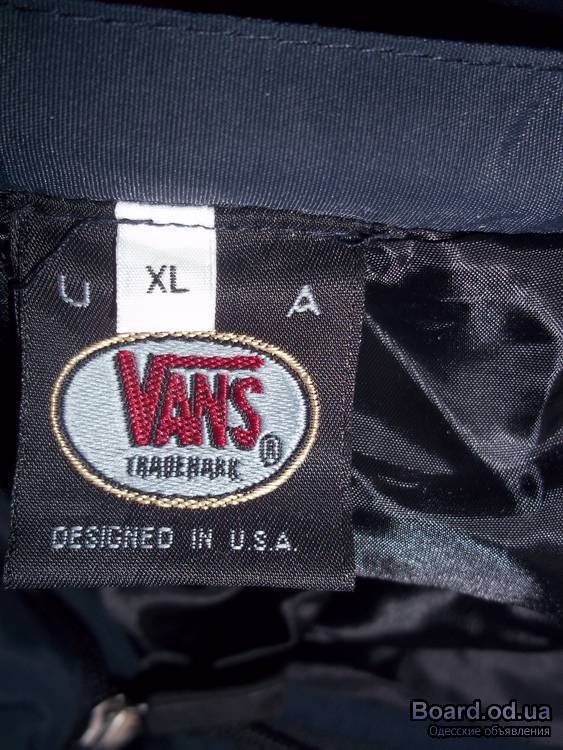 U XL A
VANS
TRADEMARK ®
DESIGNED IN U.S.A.
Board.od.ua
Одесские объявления